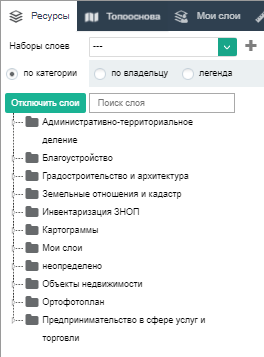 Ресурсы Топооснова Мои слои
Наборы слоев ---
по категории по владельцу легенда
Отключить слои Поиск слоя
Административно-территориальное
деление
Благоустройство
Градостроительство и архитектура
Земельные отношения и кадастр
Инвентаризация ЗНОП
Картограммы
Мои слои
неопределено
Объекты недвижимости
Ортофотоплан
Предпринимательство в сфере услуг и
торговли